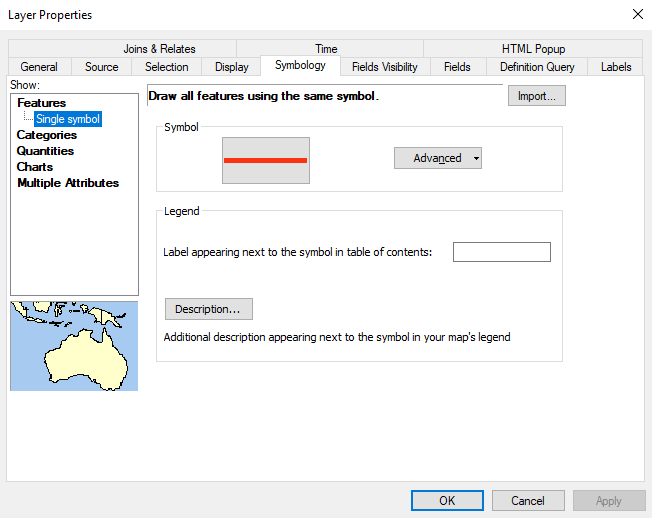 Layer Properties
Joins & Relates Time HTML Popup
General Source Selection Display Symbology Fields Visibility Fields Definition Query Labels
Show:
Features
Single symbol
Categories
Quantities
Charts
Multiple Attributes
Draw all features using the same symbol.
Import...
Symbol
Advanced
Legend
Label appearing next to the symbol in table of contents:
Description...
Additional description appearing next to the symbol in your map's legend
OK Cancel Apply